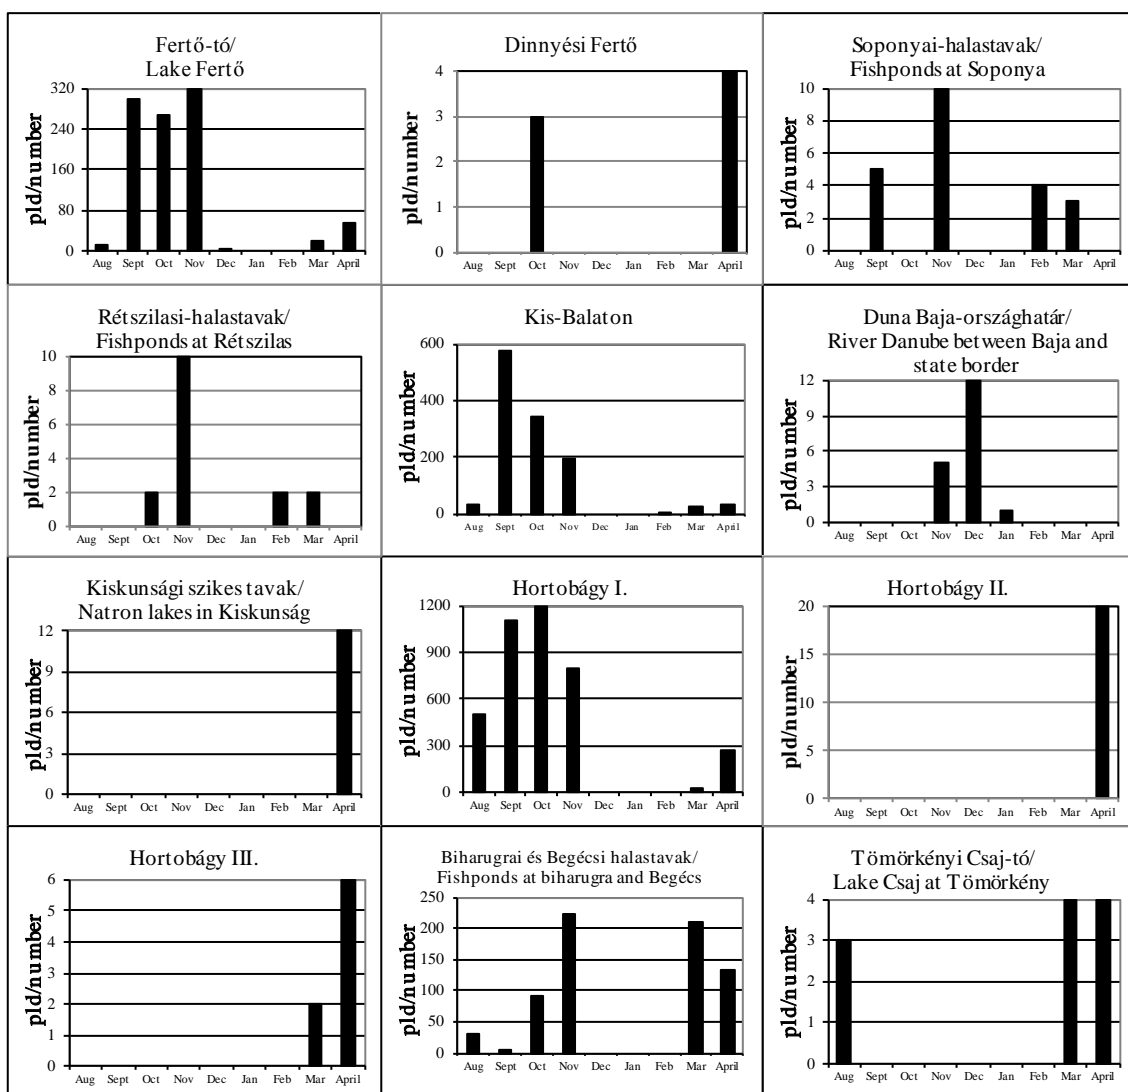 Fertő-tó/
Lake Fertő
pld/number
320
240
160
80
0
Aug Sept Oct Nov Dec Jan Feb Mar April
Dinnyési Fertő
pld/number
4
3
2
1
0
Aug Sept Oct Nov Dec Jan Feb Mar April
Soponyai-halastavak/
Fishponds at Soponya
pld/number
10
8
6
4
2
0
Aug Sept Oct Nov Dec Jan Feb Mar April
Rétszilasi-halastavak/
Fishponds at Rétszilas
pld/number
10
8
6
4
2
0
Aug Sept Oct Nov Dec Jan Feb Mar April
Kis-Balaton
pld/number
600
400
200
0
Aug Sept Oct Nov Dec Jan Feb Mar April
Duna Baja-országhatár/
River Danube between Baja and
state border
pld/number
12
9
6
3
0
Aug Sept Oct Nov Dec Jan Feb Mar April
Kiskunsági szikes tavak/
Natron lakes in Kiskunság
pld/number
12
9
6
3
0
Aug Sept Oct Nov Dec Jan Feb Mar April
Hortobágy I.
pld/number
1200
900
600
300
0
Aug Sept Oct Nov Dec Jan Feb Mar April
Hortobágy II.
pld/number
20
15
10
5
0
Aug Sept Oct Nov Dec Jan Feb Mar April
Hortobágy III.
pld/number
6
5
4
3
2
1
0
Aug Sept Oct Nov Dec Jan Feb Mar April
Biharugrai és Begécsi halastavak/
Fishponds at biharugra and Begécs
pld/number
250
200
150
100
50
0
Aug Sept Oct Nov Dec Jan Feb Mar April
Tömörkényi Csaj-tó/
Lake Csaj at Tömörkény
pld/number
4
3
2
1
0
Aug Sept Oct Nov Dec Jan Feb Mar April